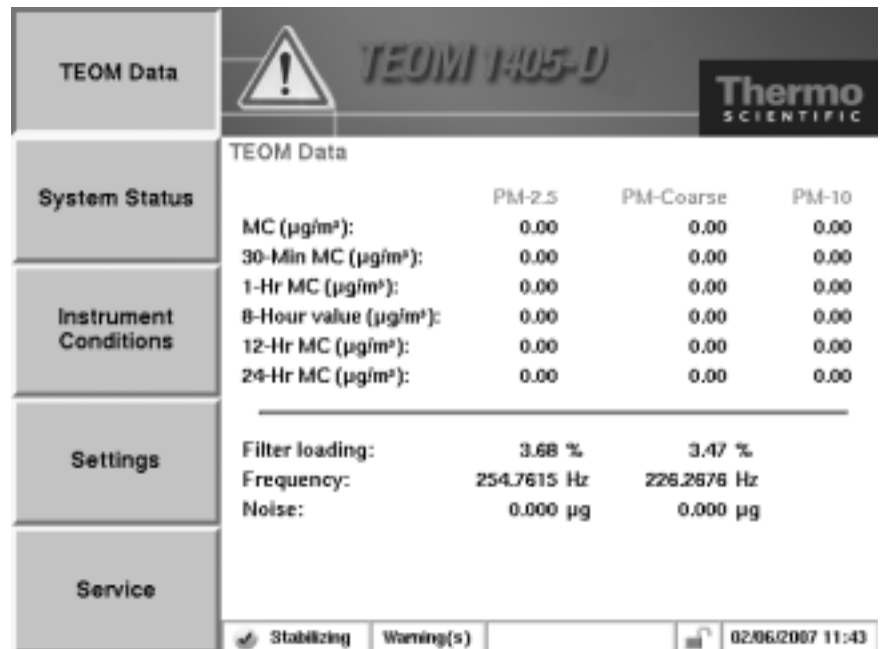 TEOM Data
TEOM 1405-D
Thermo
SCIENTIFIC
System Status
Instrument
Conditions
Settings
Service
TEOM Data
PM-2.5 PM-Coarse PM-10
MC (µg/m³): 0.00 0.00 0.00
30-Min MC (µg/m³): 0.00 0.00 0.00
1-Hr MC (µg/m³): 0.00 0.00 0.00
8-Hour value (µg/m³): 0.00 0.00 0.00
12-Hr MC (µg/m³): 0.00 0.00 0.00
24-Hr MC (µg/m³): 0.00 0.00 0.00
Filter loading: 3.68 % 3.47 %
Frequency: 254.7615 Hz 226.2676 Hz
Noise: 0.000 µg 0.000 µg
Stabilizing Warning(s) 02/06/2007 11:43